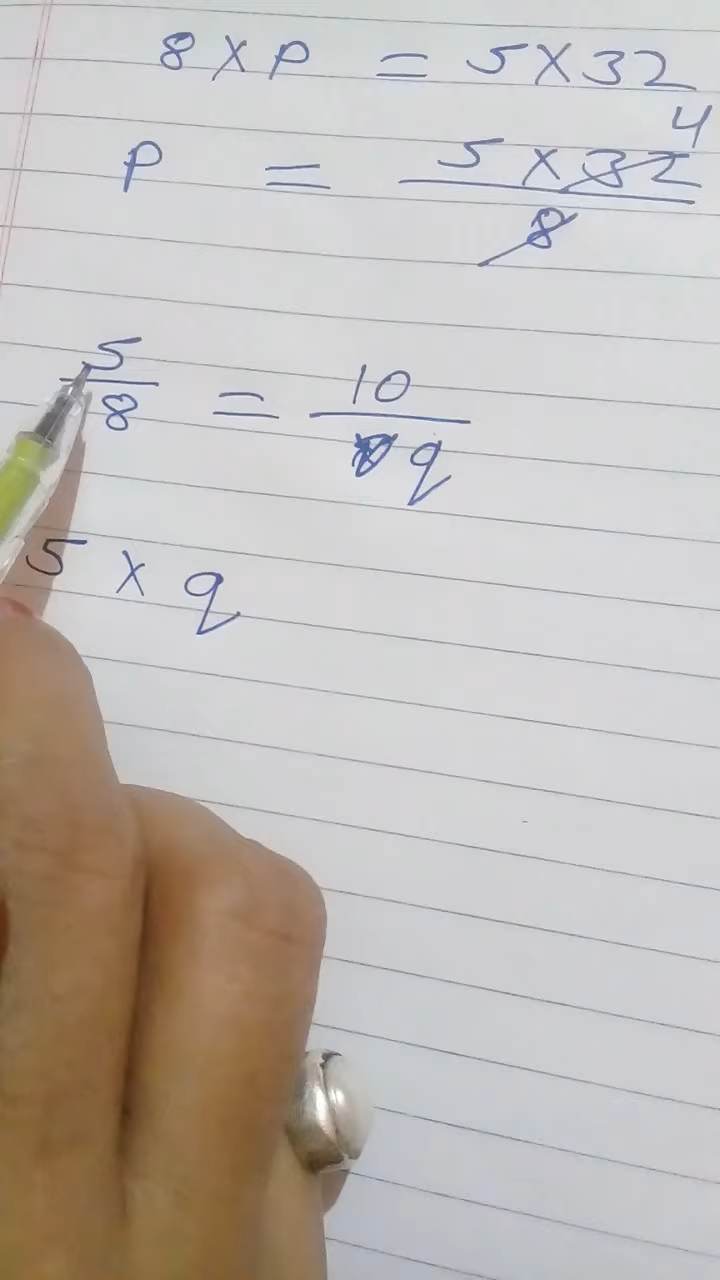 8 × P = 5 × 32
4
P = 5 × 32
8
5/8 = 10/q
5 × q